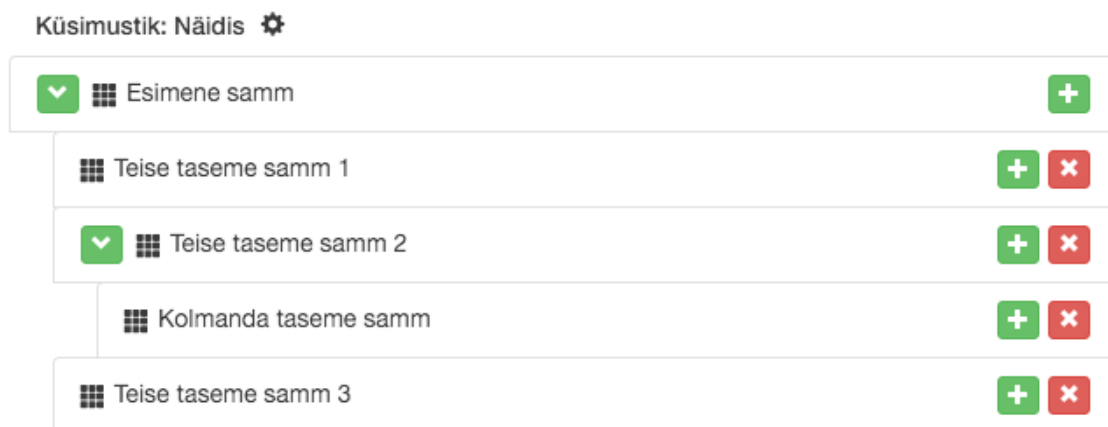 Küsimustik: Näidis
Esimene samm
Teise taseme samm 1
Teise taseme samm 2
Kolmanda taseme samm
Teise taseme samm 3